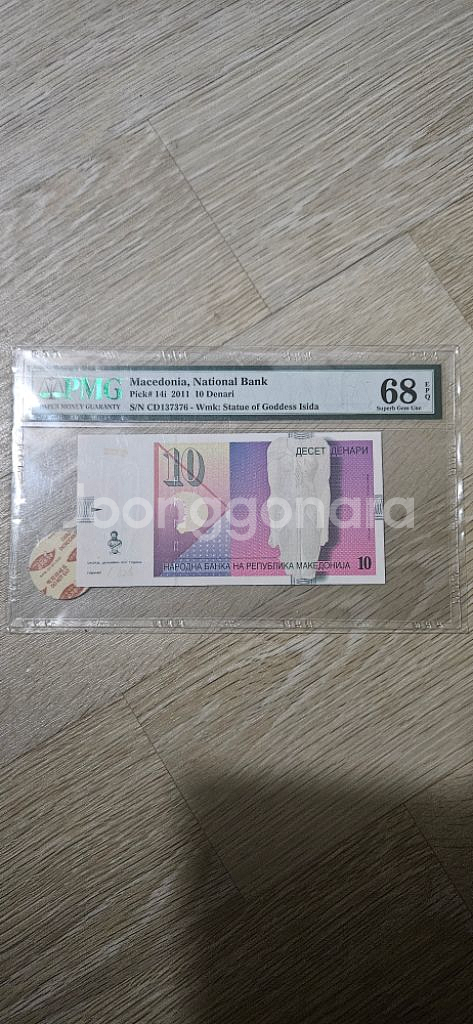 PMG
PAPER MONEY GUARANTY
Macedonia, National Bank
Pick# 14i 2011 10 Denari
S/N CD137376 - Wmk: Statue of Goddess Isida
68
EPQ
Superb Gem Unc
10
ДЕСЕТ ДЕНАРИ
Joonggonara
НАРОДНА БАНКА НА РЕПУБЛИКА МАКЕДОНИЈА
10